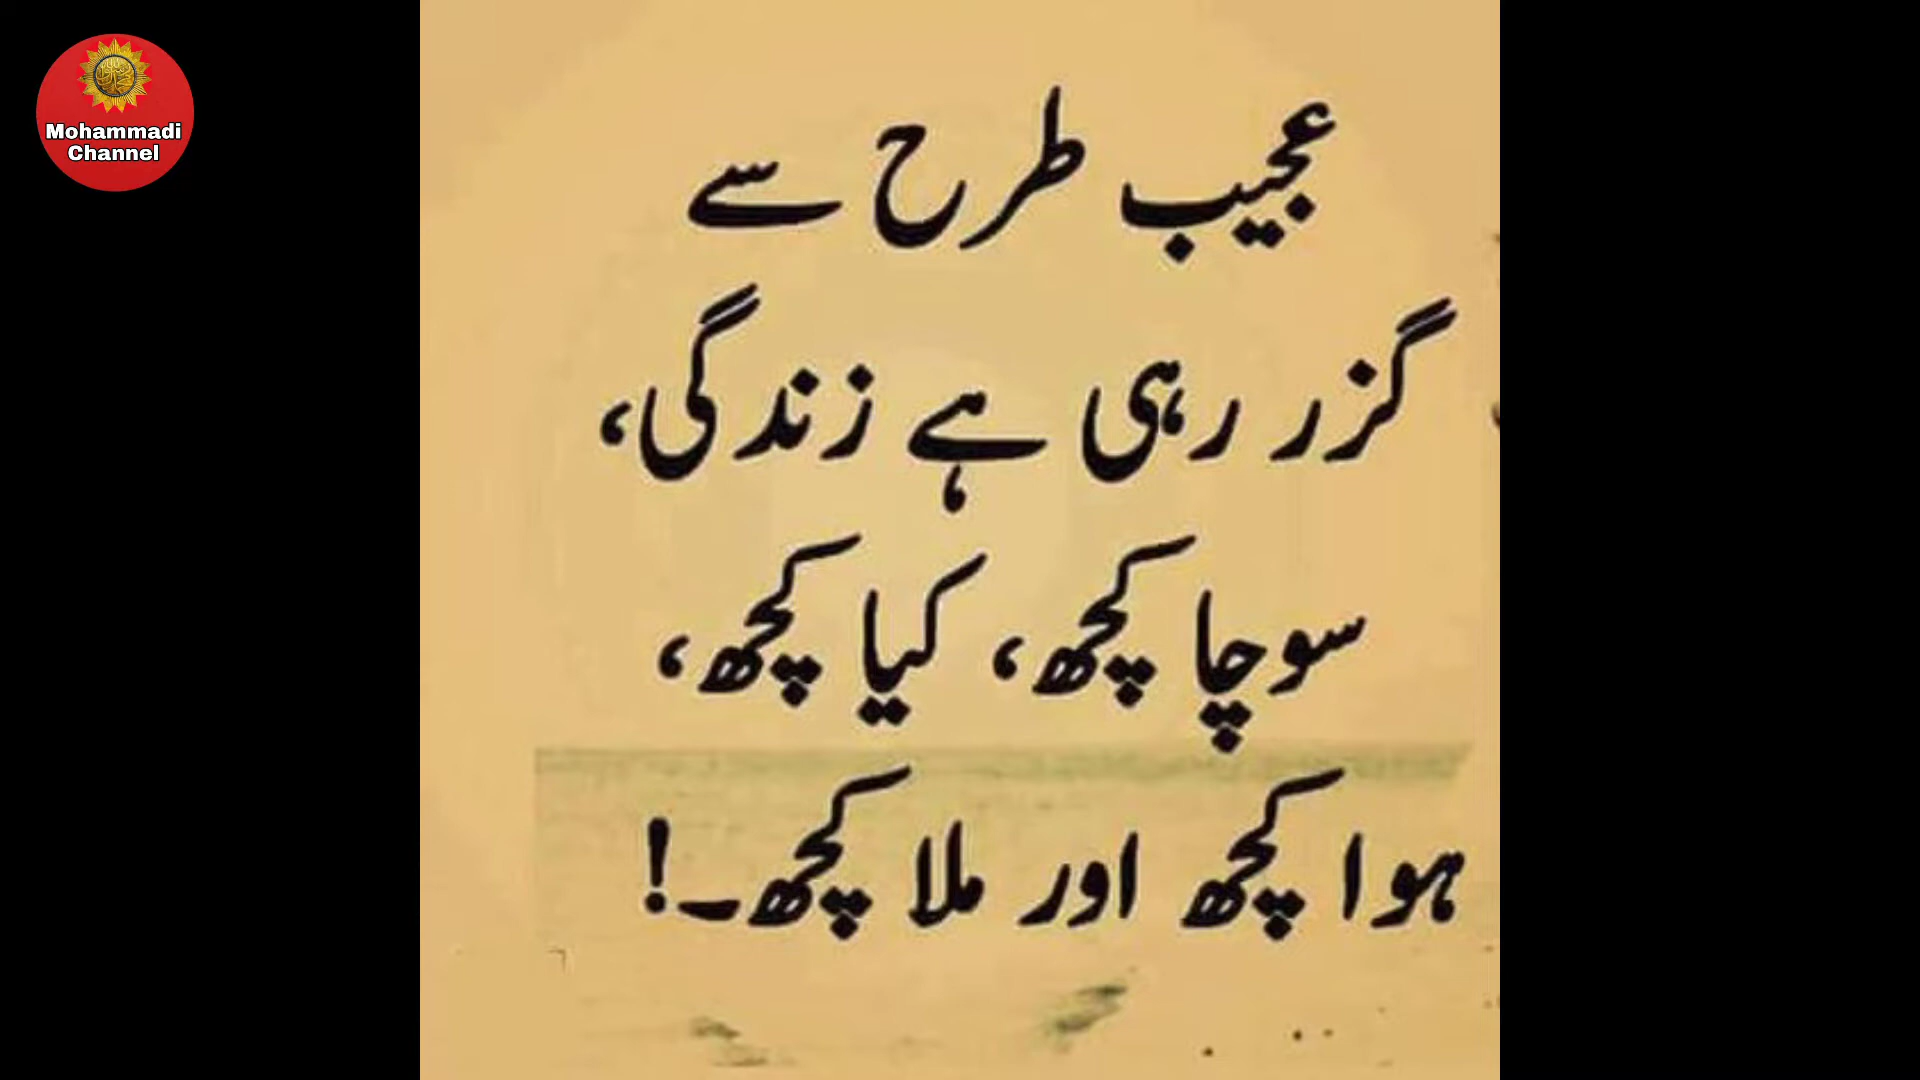 Mohammadi
Channel
عجیب طرح سے
گزر رہی ہے زندگی،
سوچا کچھ، کیا کچھ،
ہوا کچھ اور ملا کچھ۔!